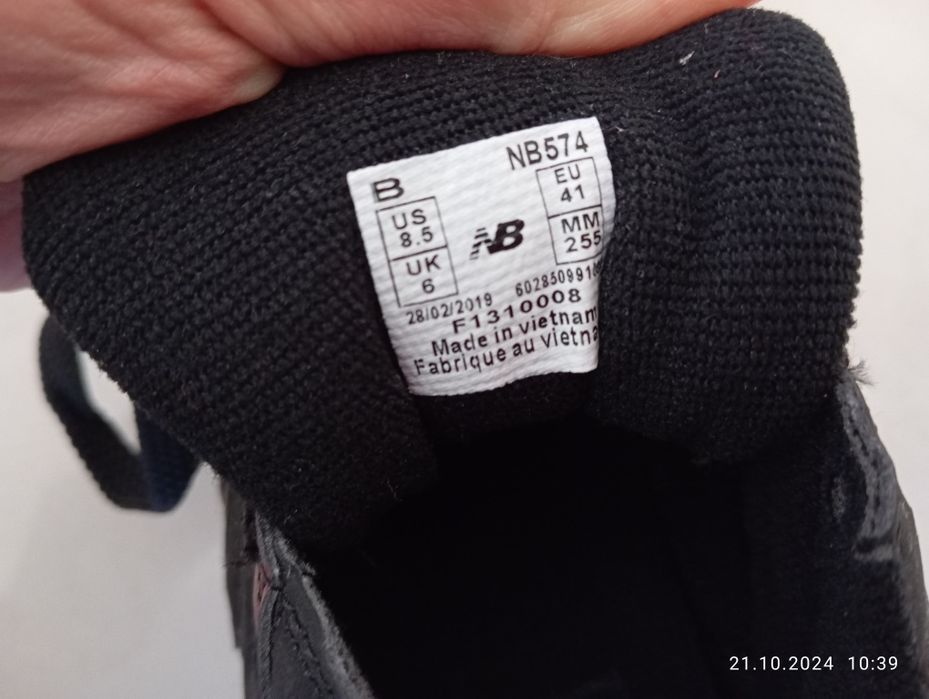 B
NB574
US
8.5
UK
6
NB
EU
41
MM
255
28/02/2019
F1310008
Made in vietnam
Fabrique au vietna
21.10.2024 10:39